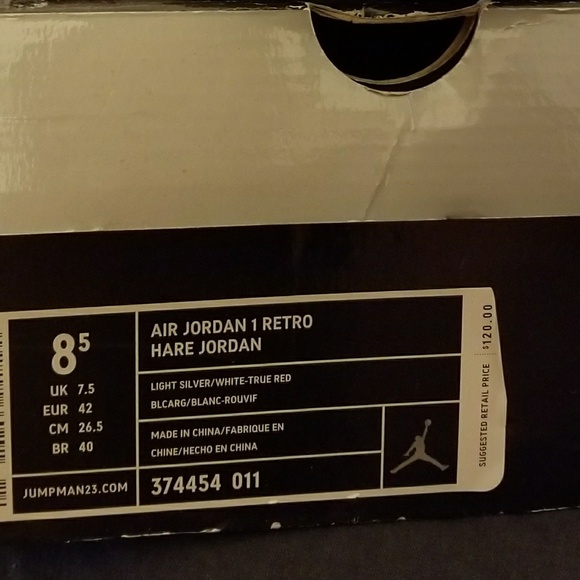 8⁵
UK 7.5
EUR 42
CM 26.5
BR 40
JUMPMAN23.COM
AIR JORDAN 1 RETRO
HARE JORDAN
LIGHT SILVER/WHITE-TRUE RED
BLCARG/BLANC-ROUVIF
MADE IN CHINA/FABRIQUE EN
CHINE/HECHO EN CHINA
374454 011
SUGGESTED RETAIL PRICE $120.00